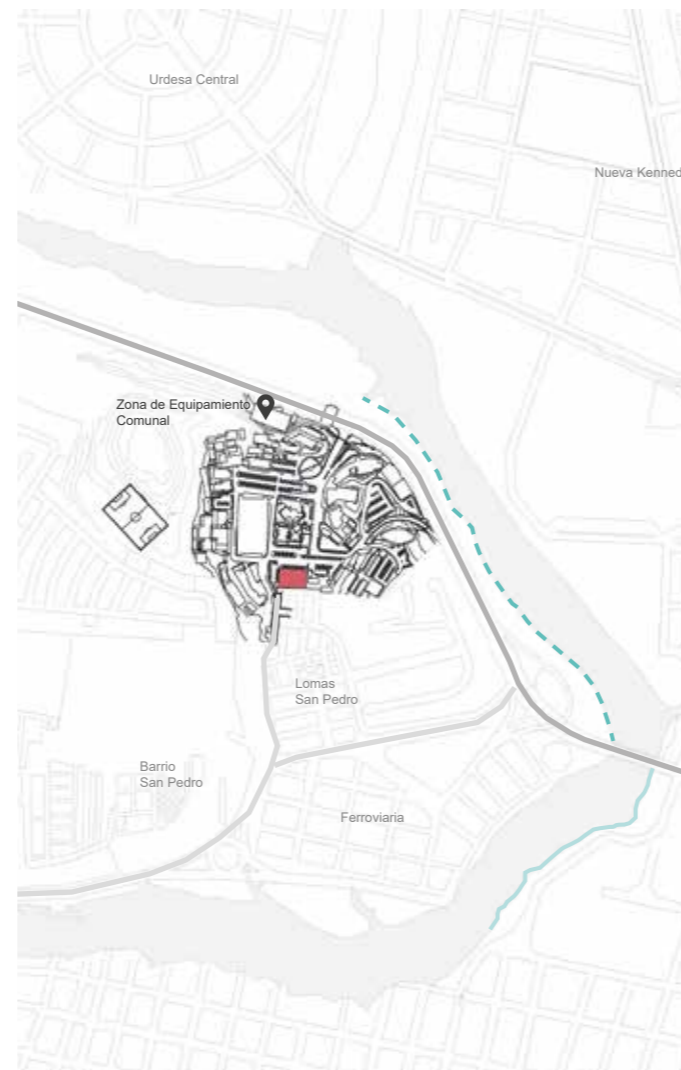 Urdesa Central
Nueva Kenned
Zona de Equipamiento
Comunal
Lomas
San Pedro
Barrio
San Pedro
Ferroviaria